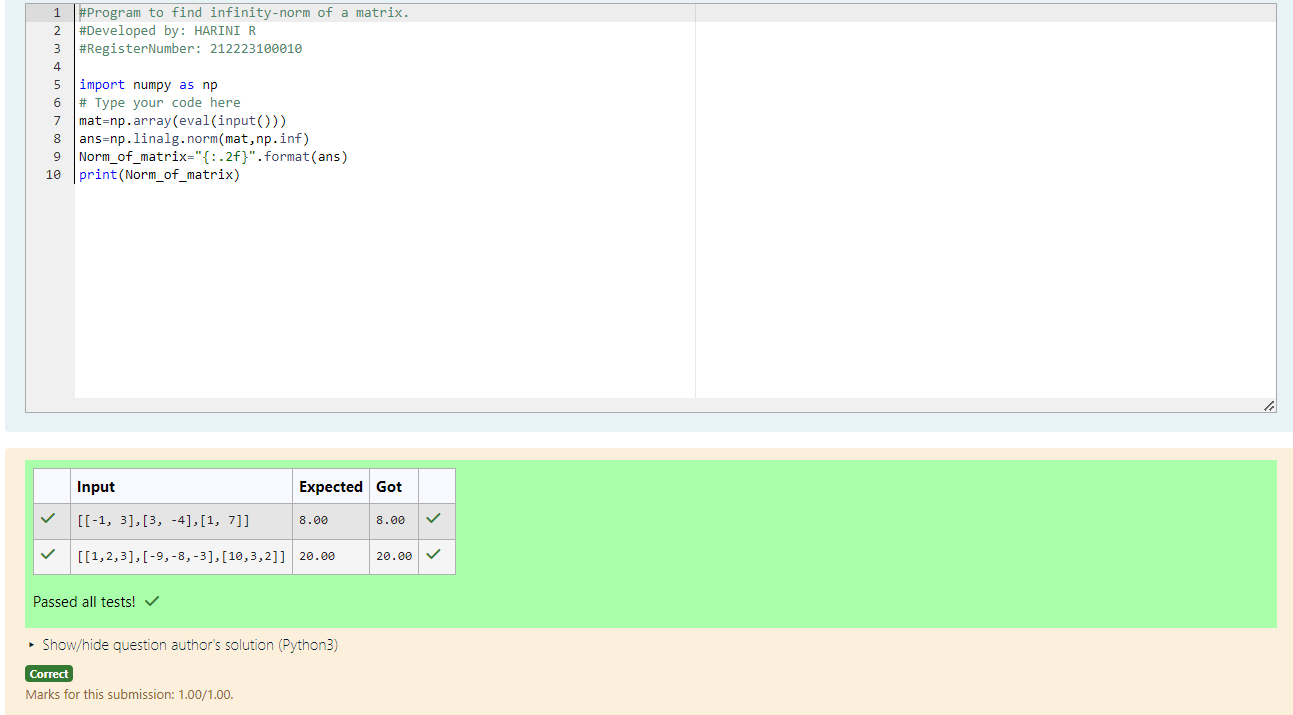 1 #Program to find infinity-norm of a matrix.
2 #Developed by: HARINI R
3 #RegisterNumber: 212223100010
4
5 import numpy as np
6 # Type your code here
7 mat=np.array(eval(input()))
8 ans=np.linalg.norm(mat,np.inf)
9 Norm_of_matrix="{:.2f}".format(ans)
10 print(Norm_of_matrix)
Input Expected Got
[[-1, 3],[3, -4],[1, 7]] 8.00 8.00
[[1,2,3],[-9,-8,-3],[10,3,2]] 20.00 20.00
Passed all tests!
Show/hide question author's solution (Python3)
Correct
Marks for this submission: 1.00/1.00.